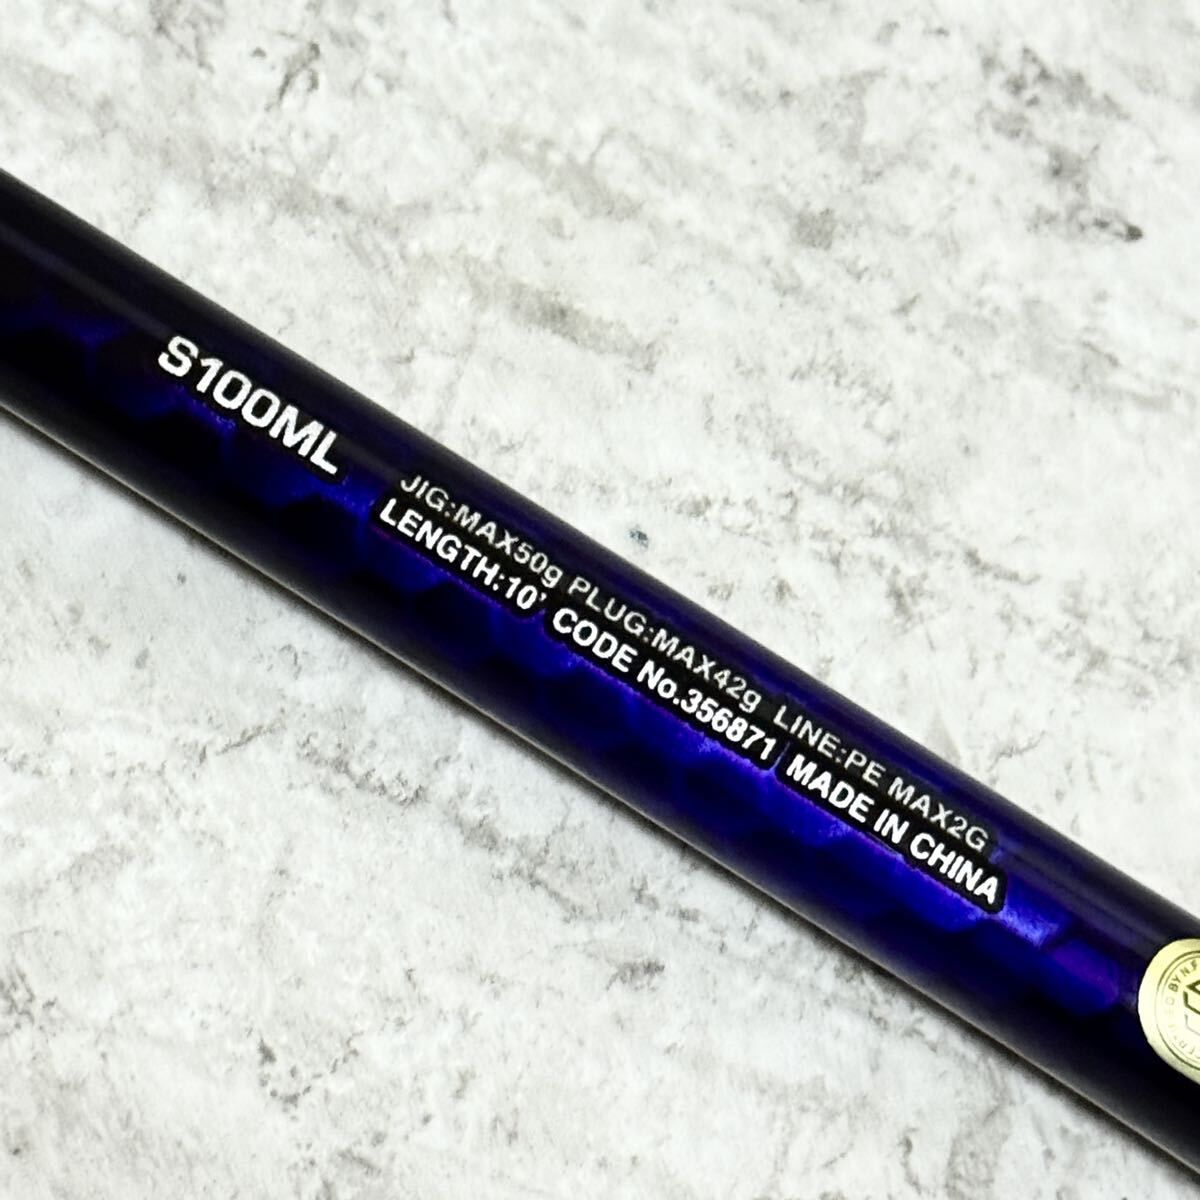 S100ML
JIG:MAX50g PLUG:MAX42g LINE:PE MAX2G
LENGTH:10' CODE No.356871 MADE IN CHINA